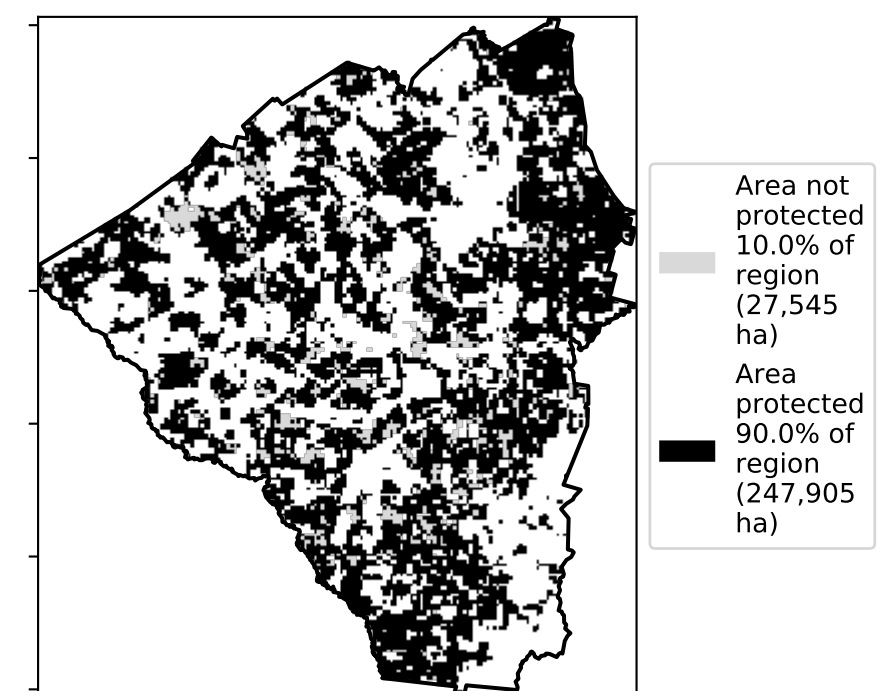 Area not
protected
10.0% of
region
(27,545
ha)
Area
protected
90.0% of
region
(247,905
ha)